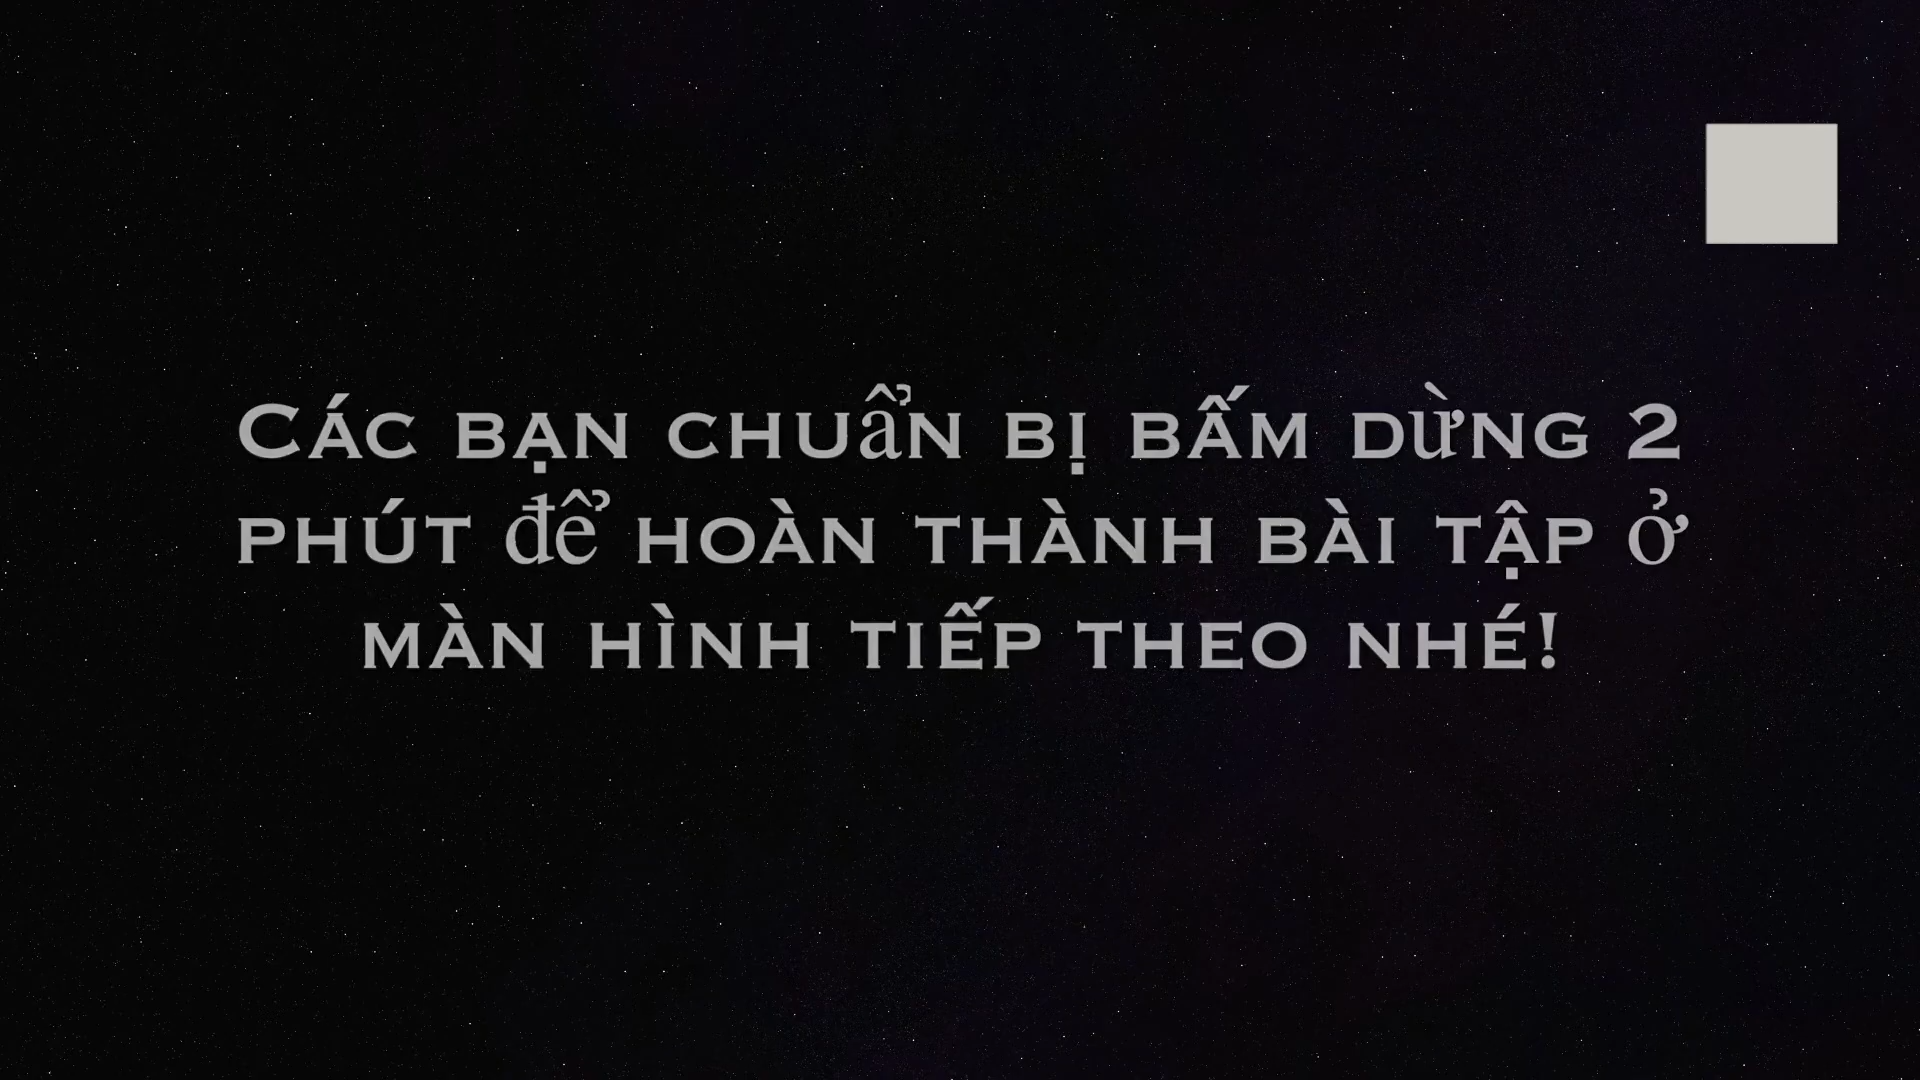 Các bạn chuẩn bị bấm dừng 2
phút để hoàn thành bài tập ở
màn hình tiếp theo nhé!